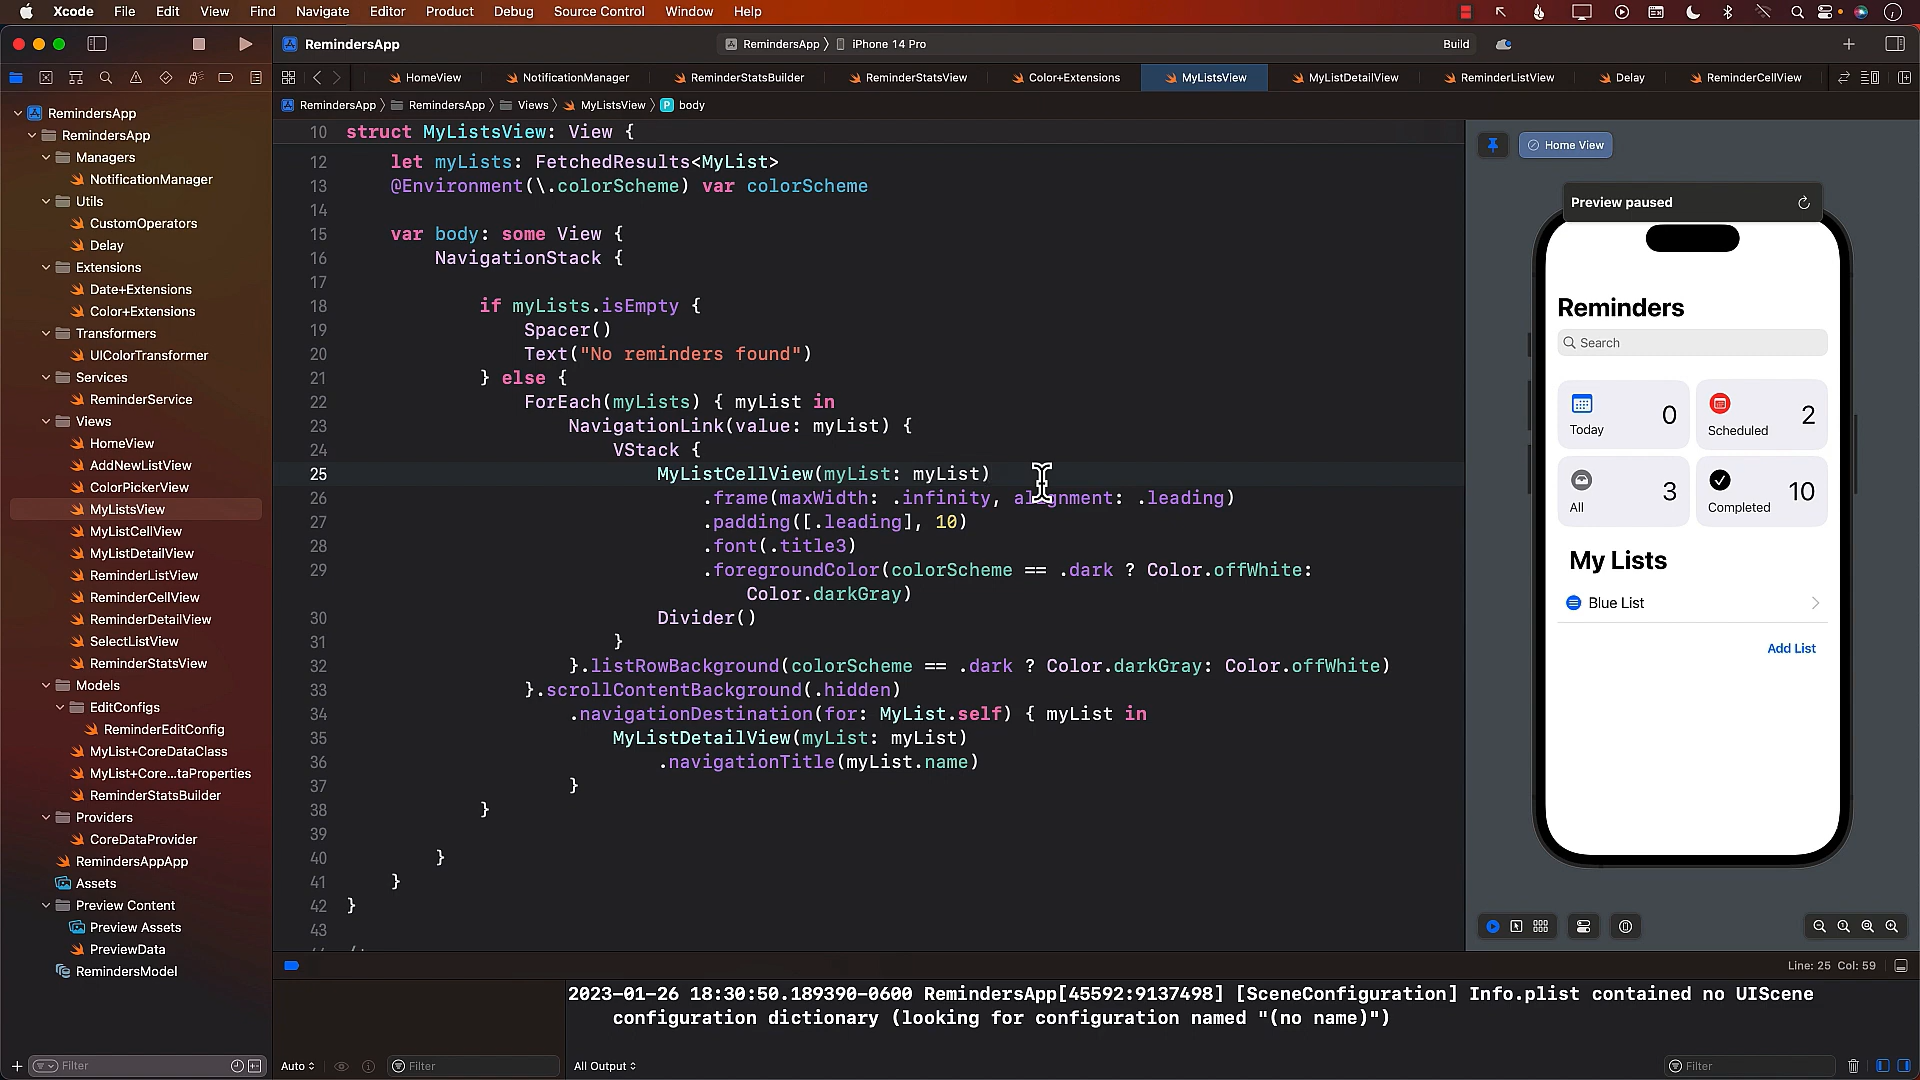 Xcode File Edit View Find Navigate Editor Product Debug Source Control Window Help
RemindersApp
RemindersApp 〉 iPhone 14 Pro
Build
HomeView
NotificationManager
ReminderStatsBuilder
ReminderStatsView
Color+Extensions
MyListsView
MyListDetailView
ReminderListView
Delay
ReminderCellView
RemindersApp 〉 RemindersApp 〉 Views 〉 MyListsView 〉 P body
RemindersApp
RemindersApp
Managers
NotificationManager
Utils
CustomOperators
Delay
Extensions
Date+Extensions
Color+Extensions
Transformers
UIColorTransformer
Services
ReminderService
Views
HomeView
AddNewListView
ColorPickerView
MyListsView
MyListCellView
MyListDetailView
ReminderListView
ReminderCellView
ReminderDetailView
SelectListView
ReminderStatsView
Models
EditConfigs
ReminderEditConfig
MyList+CoreDataClass
MyList+Core...taProperties
ReminderStatsBuilder
Providers
CoreDataProvider
RemindersAppApp
Assets
Preview Content
Preview Assets
PreviewData
RemindersModel
Filter
10 struct MyListsView: View {
12 let myLists: FetchedResults<MyList>
13 @Environment(\.colorScheme) var colorScheme
14
15 var body: some View {
16 NavigationStack {
17
18 if myLists.isEmpty {
19 Spacer()
20 Text("No reminders found")
21 } else {
22 ForEach(myLists) { myList in
23 NavigationLink(value: myList) {
24 VStack {
25 MyListCellView(myList: myList)
26 .frame(maxWidth: .infinity, alignment: .leading)
27 .padding([.leading], 10)
28 .font(.title3)
29 .foregroundColor(colorScheme == .dark ? Color.offWhite:
Color.darkGray)
30 Divider()
31 }
32 }.listRowBackground(colorScheme == .dark ? Color.darkGray: Color.offWhite)
33 }.scrollContentBackground(.hidden)
34 .navigationDestination(for: MyList.self) { myList in
35 MyListDetailView(myList: myList)
36 .navigationTitle(myList.name)
37 }
38 }
39
40 }
41 }
42 }
43
Home View
Preview paused
Reminders
Search
Today 0
Scheduled 2
All 3
Completed 10
My Lists
Blue List
Add List
Line: 25 Col: 59
2023-01-26 18:30:50.189390-0600 RemindersApp[45592:9137498] [SceneConfiguration] Info.plist contained no UIScene
configuration dictionary (looking for configuration named "(no name)")
Auto
Filter
All Output
Filter